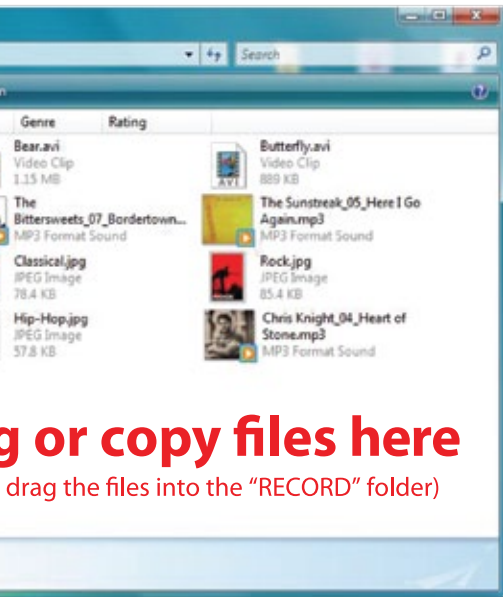 Search
n
Genre Rating
Bear.avi
Video Clip
1.15 MB
Butterfly.avi
Video Clip
889 KB
AVI
The
Bittersweets_07_Bordertown...
MP3 Format Sound
The Sunstreak_05_Here I Go
Again.mp3
MP3 Format Sound
Classical.jpg
JPEG Image
78.4 KB
Rock.jpg
JPEG Image
85.4 KB
Hip-Hop.jpg
JPEG Image
57.8 KB
Chris Knight_04_Heart of
Stone.mp3
MP3 Format Sound
g or copy files here
drag the files into the “RECORD” folder)